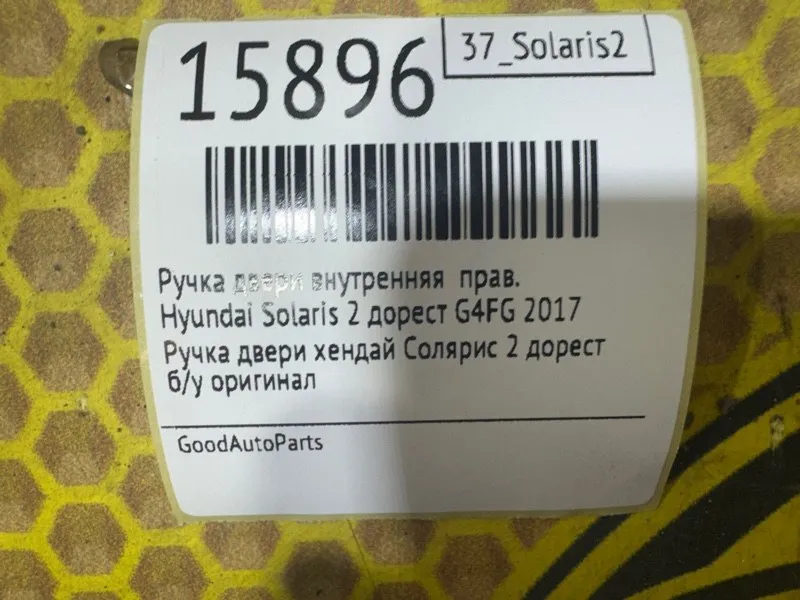 15896
37_Solaris2
Ручка двери внутренняя прав.
Hyundai Solaris 2 дорест G4FG 2017
Ручка двери хендай Солярис 2 дорест
б/у оригинал
GoodAutoParts